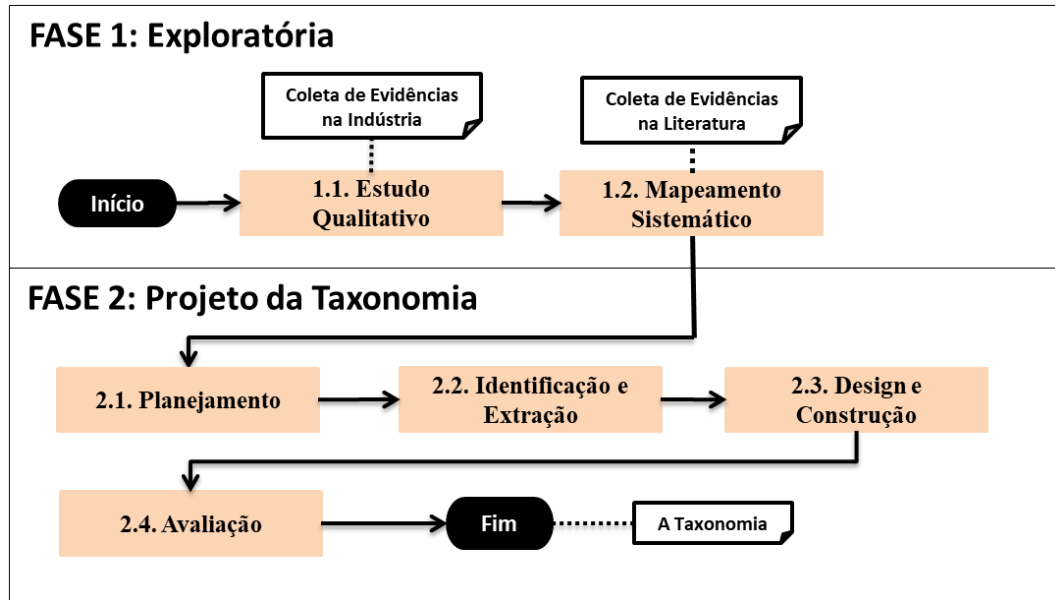 FASE 1: Exploratória
Coleta de Evidências
na Indústria
Coleta de Evidências
na Literatura
Início
1.1. Estudo
Qualitativo
1.2. Mapeamento
Sistemático
FASE 2: Projeto da Taxonomia
2.1. Planejamento
2.2. Identificação e
Extração
2.3. Design e
Construção
2.4. Avaliação
Fim
A Taxonomia